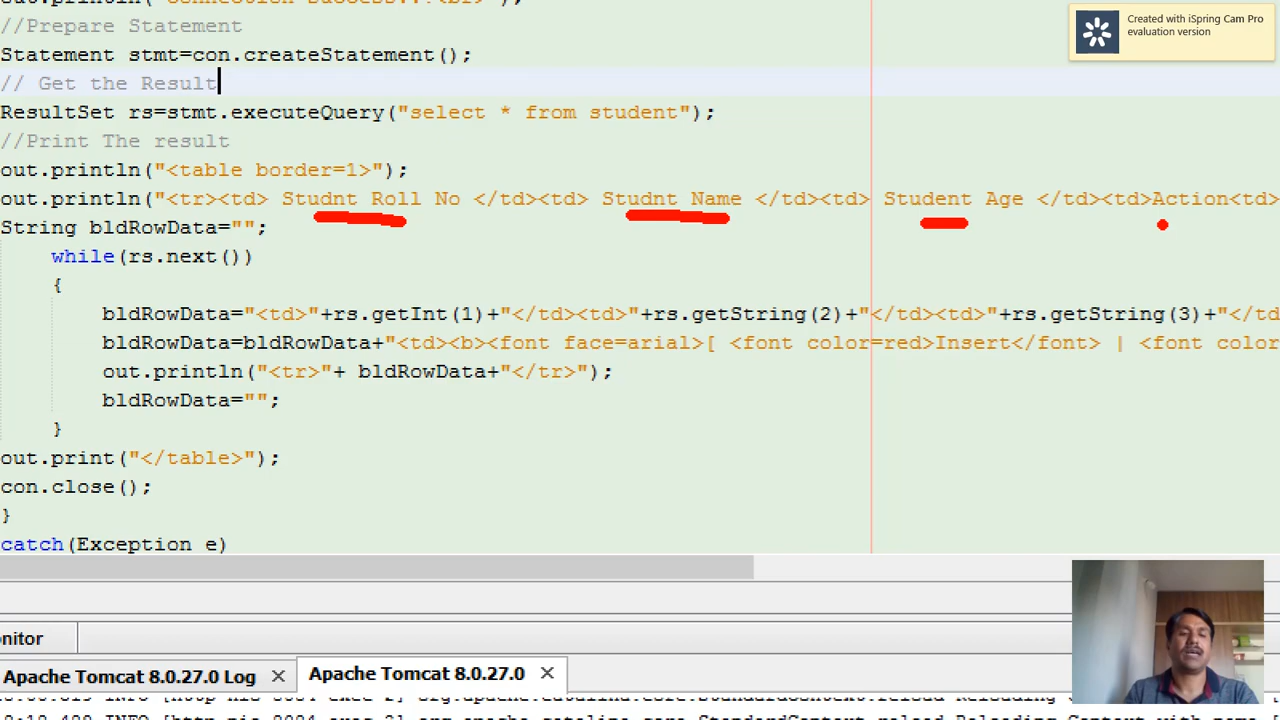 out.println("Connection Success...!<br>");
//Prepare Statement
Statement stmt=con.createStatement();
// Get the Result
ResultSet rs=stmt.executeQuery("select * from student");
//Print The result
out.println("<table border=1>");
out.println("<tr><td> Studnt Roll No </td><td> Studnt Name </td><td> Student Age </td><td>Action<td>
String bldRowData="";
while(rs.next())
{
bldRowData="<td>"+rs.getInt(1)+"</td><td>"+rs.getString(2)+"</td><td>"+rs.getString(3)+"</td
bldRowData=bldRowData+"<td><b><font face=arial>[ <font color=red>Insert</font> | <font color
out.println("<tr>"+ bldRowData+"</tr>");
bldRowData="";
}
out.print("</table>");
con.close();
}
catch(Exception e)
Created with iSpring Cam Pro
evaluation version
onitor
Apache Tomcat 8.0.27.0 Log
Apache Tomcat 8.0.27.0